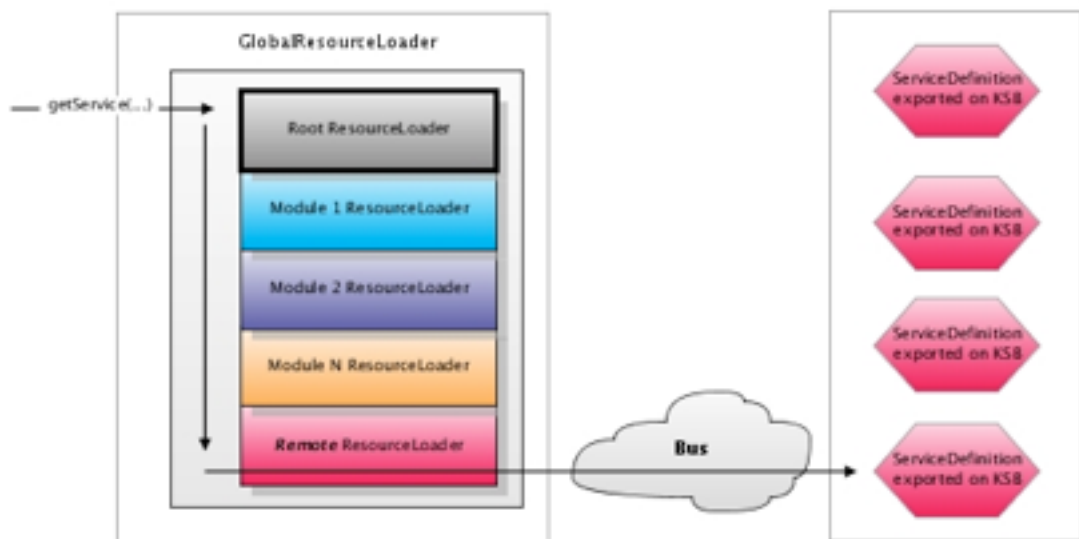 GlobalResourceLoader
getService(...)
Root ResourceLoader
Module 1 ResourceLoader
Module 2 ResourceLoader
Module N ResourceLoader
Remote ResourceLoader
Bus
ServiceDefinition
exported on KSB
ServiceDefinition
exported on KSB
ServiceDefinition
exported on KSB
ServiceDefinition
exported on KSB